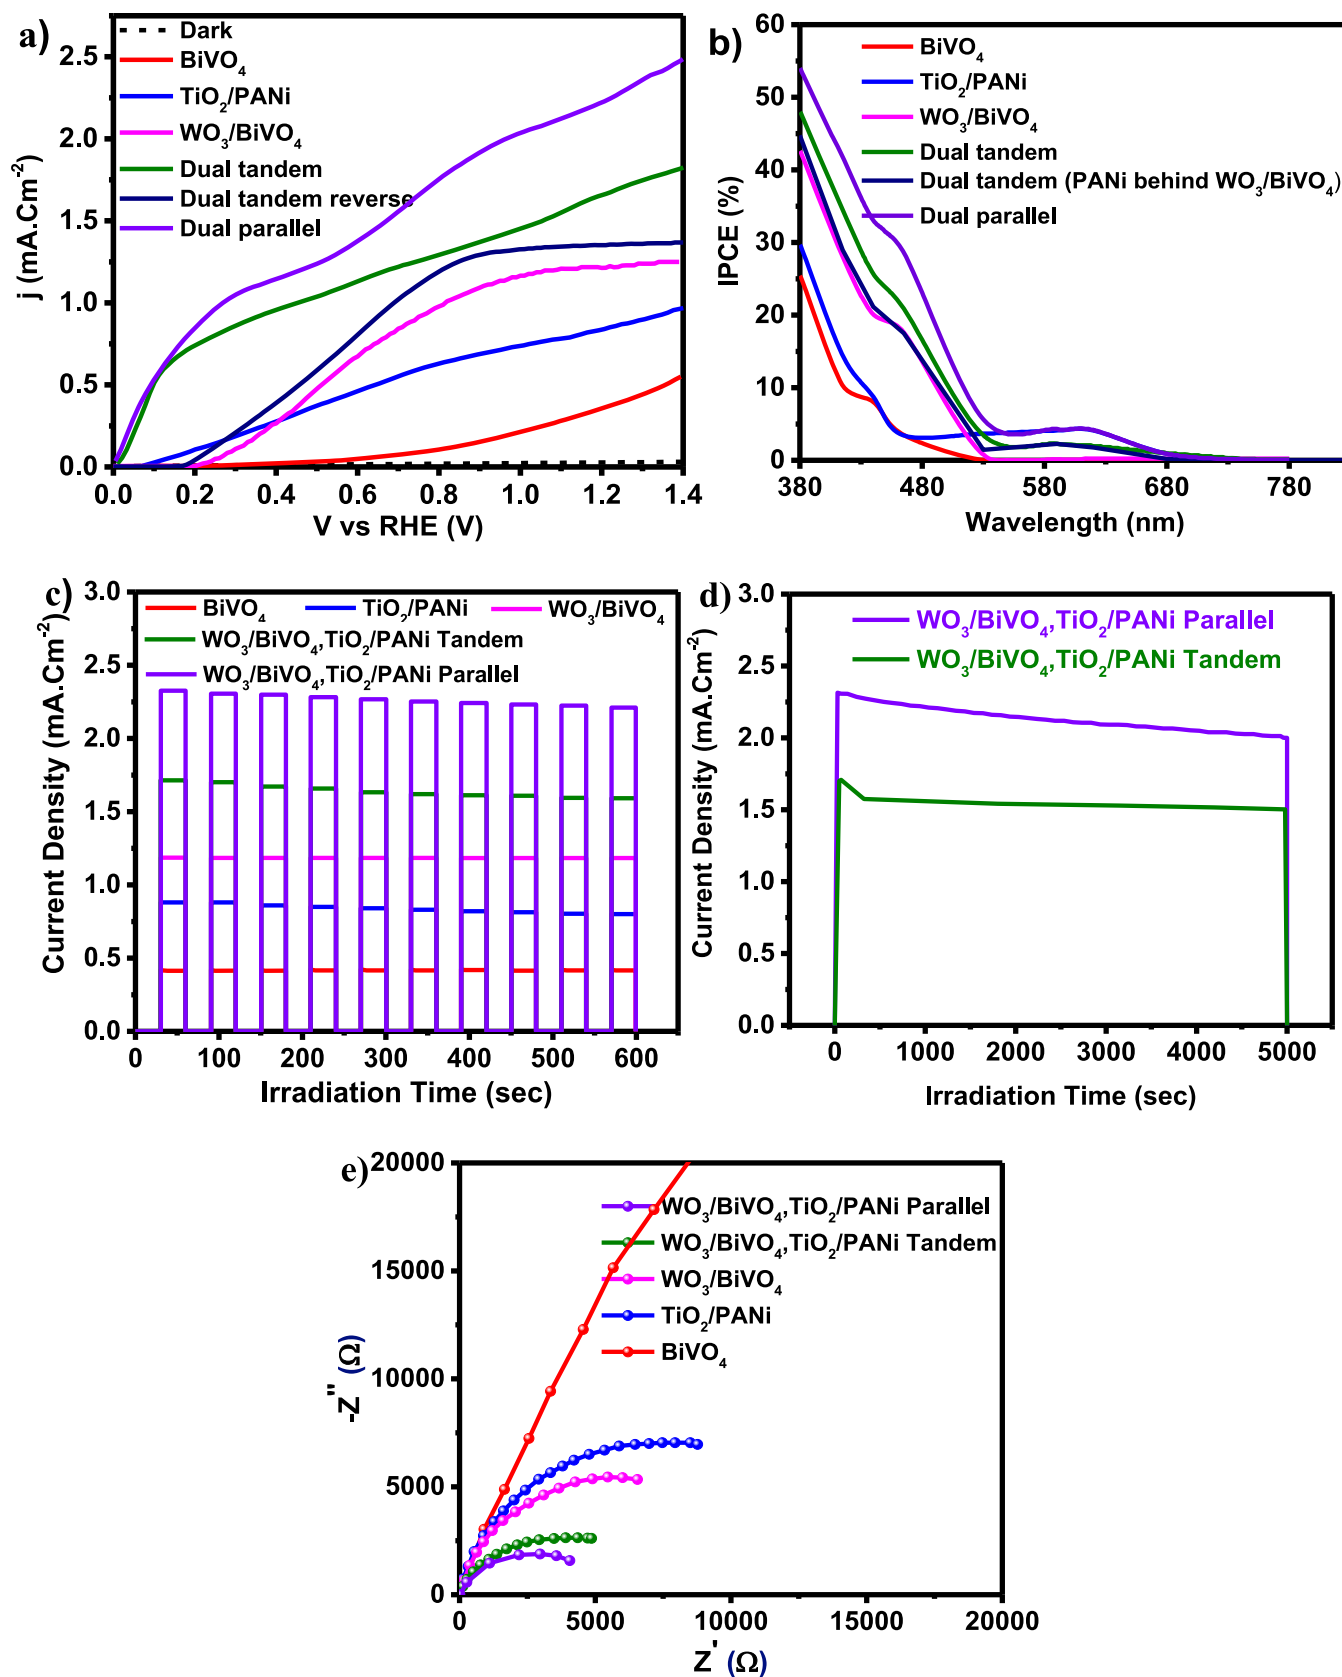 a)
Dark
BiVO₄
TiO₂/PANi
WO₃/BiVO₄
Dual tandem
Dual tandem reverse
Dual parallel
2.5
2.0
1.5
1.0
0.5
0.0
j (mA.Cm⁻²)
0.0 0.2 0.4 0.6 0.8 1.0 1.2 1.4
V vs RHE (V)
b)
BiVO₄
TiO₂/PANi
WO₃/BiVO₄
Dual tandem
Dual tandem (PANi behind WO₃/BiVO₄)
Dual parallel
60
50
40
30
20
10
0
IPCE (%)
380 480 580 680 780
Wavelength (nm)
c)
BiVO₄ TiO₂/PANi WO₃/BiVO₄
WO₃/BiVO₄,TiO₂/PANi Tandem
WO₃/BiVO₄,TiO₂/PANi Parallel
3.0
2.5
2.0
1.5
1.0
0.5
0.0
Current Density (mA.Cm⁻²)
0 100 200 300 400 500 600
Irradiation Time (sec)
d)
WO₃/BiVO₄,TiO₂/PANi Parallel
WO₃/BiVO₄,TiO₂/PANi Tandem
3.0
2.5
2.0
1.5
1.0
0.5
0.0
Current Density (mA.Cm⁻²)
0 1000 2000 3000 4000 5000
Irradiation Time (sec)
e)
WO₃/BiVO₄,TiO₂/PANi Parallel
WO₃/BiVO₄,TiO₂/PANi Tandem
WO₃/BiVO₄
TiO₂/PANi
BiVO₄
20000
15000
10000
5000
0
-Z'' (Ω)
0 5000 10000 15000 20000
Z' (Ω)